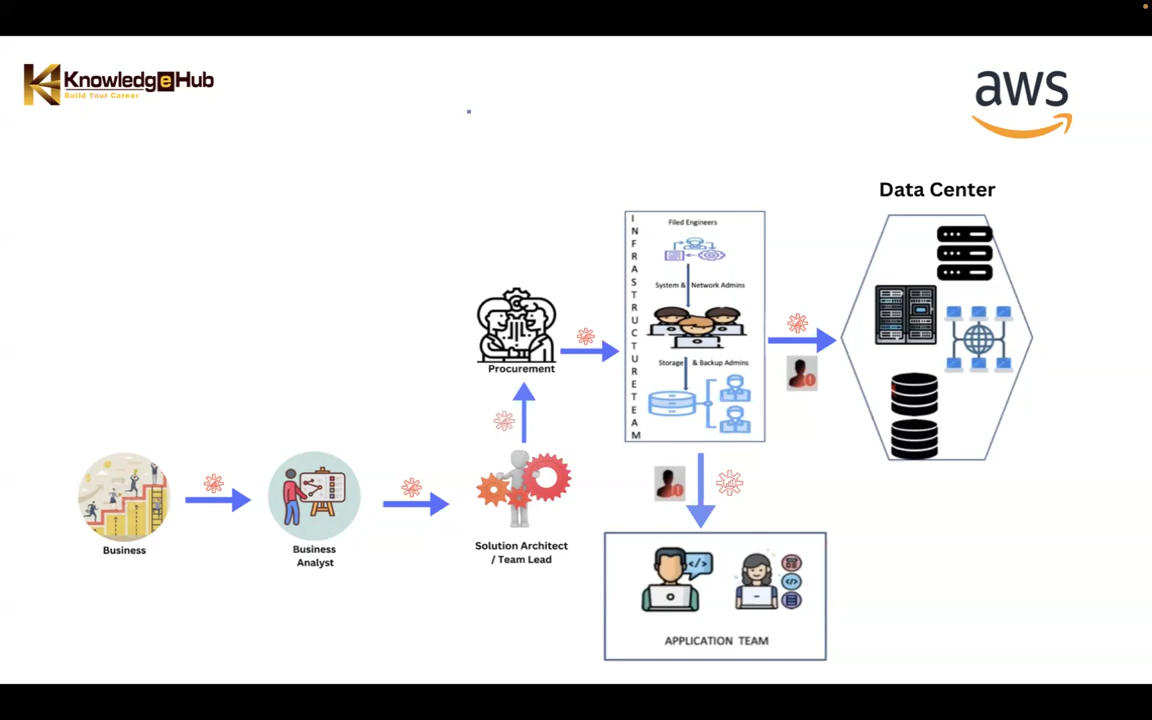 KnowledgeHub
Build Your Career
aws
Data Center
INFRASTRUCTURETEAM
Filed Engineers
System & Network Admins
Storage & Backup Admins
Procurement
Business
Business
Analyst
Solution Architect
/ Team Lead
APPLICATION TEAM